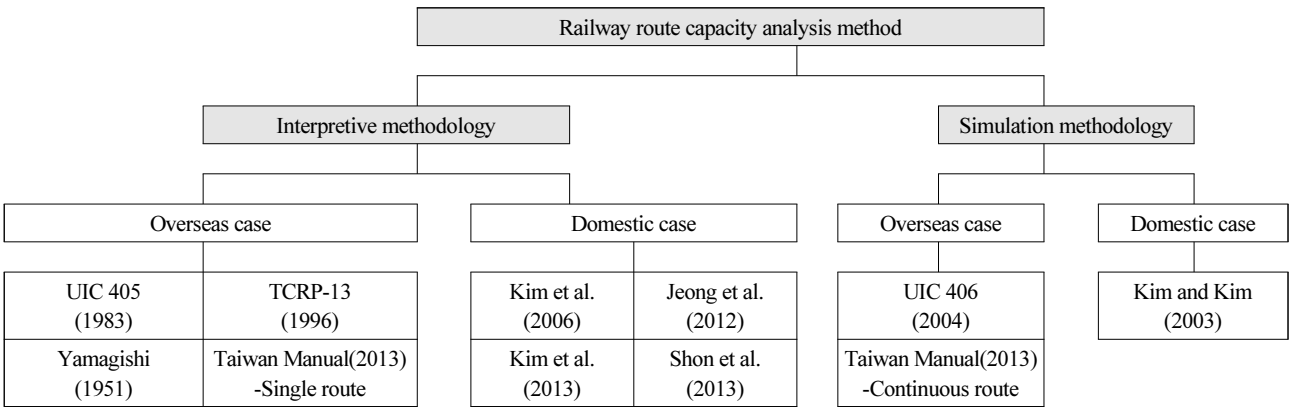 Railway route capacity analysis method
Interpretive methodology
Simulation methodology
Overseas case
Domestic case
Overseas case
Domestic case
UIC 405
(1983)
TCRP-13
(1996)
Kim et al.
(2006)
Jeong et al.
(2012)
UIC 406
(2004)
Kim and Kim
(2003)
Yamagishi
(1951)
Taiwan Manual(2013)
-Single route
Kim et al.
(2013)
Shon et al.
(2013)
Taiwan Manual(2013)
-Continuous route